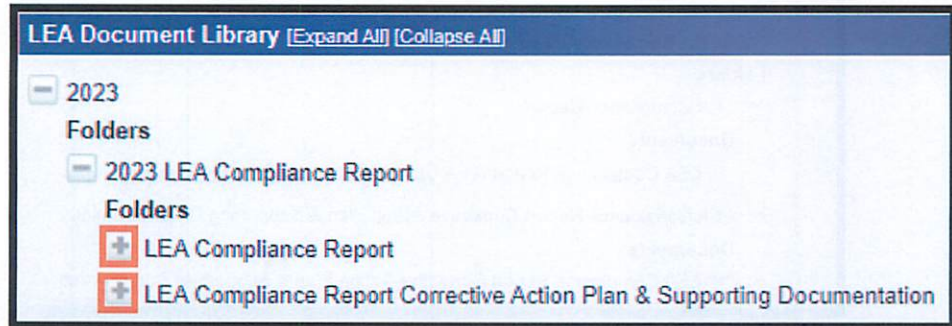 LEA Document Library [Expand All] [Collapse All]
2023
Folders
2023 LEA Compliance Report
Folders
LEA Compliance Report
LEA Compliance Report Corrective Action Plan & Supporting Documentation